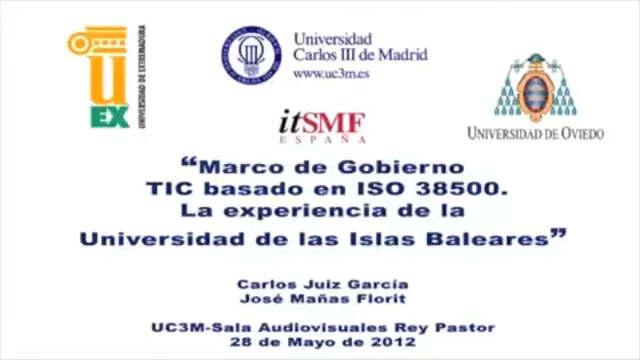 UEX
UNIVERSIDAD DE EXTREMADURA
Universidad
Carlos III de Madrid
www.uc3m.es
itSMF
ESPAÑA
UNIVERSIDAD DE OVIEDO
“Marco de Gobierno
TIC basado en ISO 38500.
La experiencia de la
Universidad de las Islas Baleares”
Carlos Juiz García
José Mañas Florit
UC3M-Sala Audiovisuales Rey Pastor
28 de Mayo de 2012